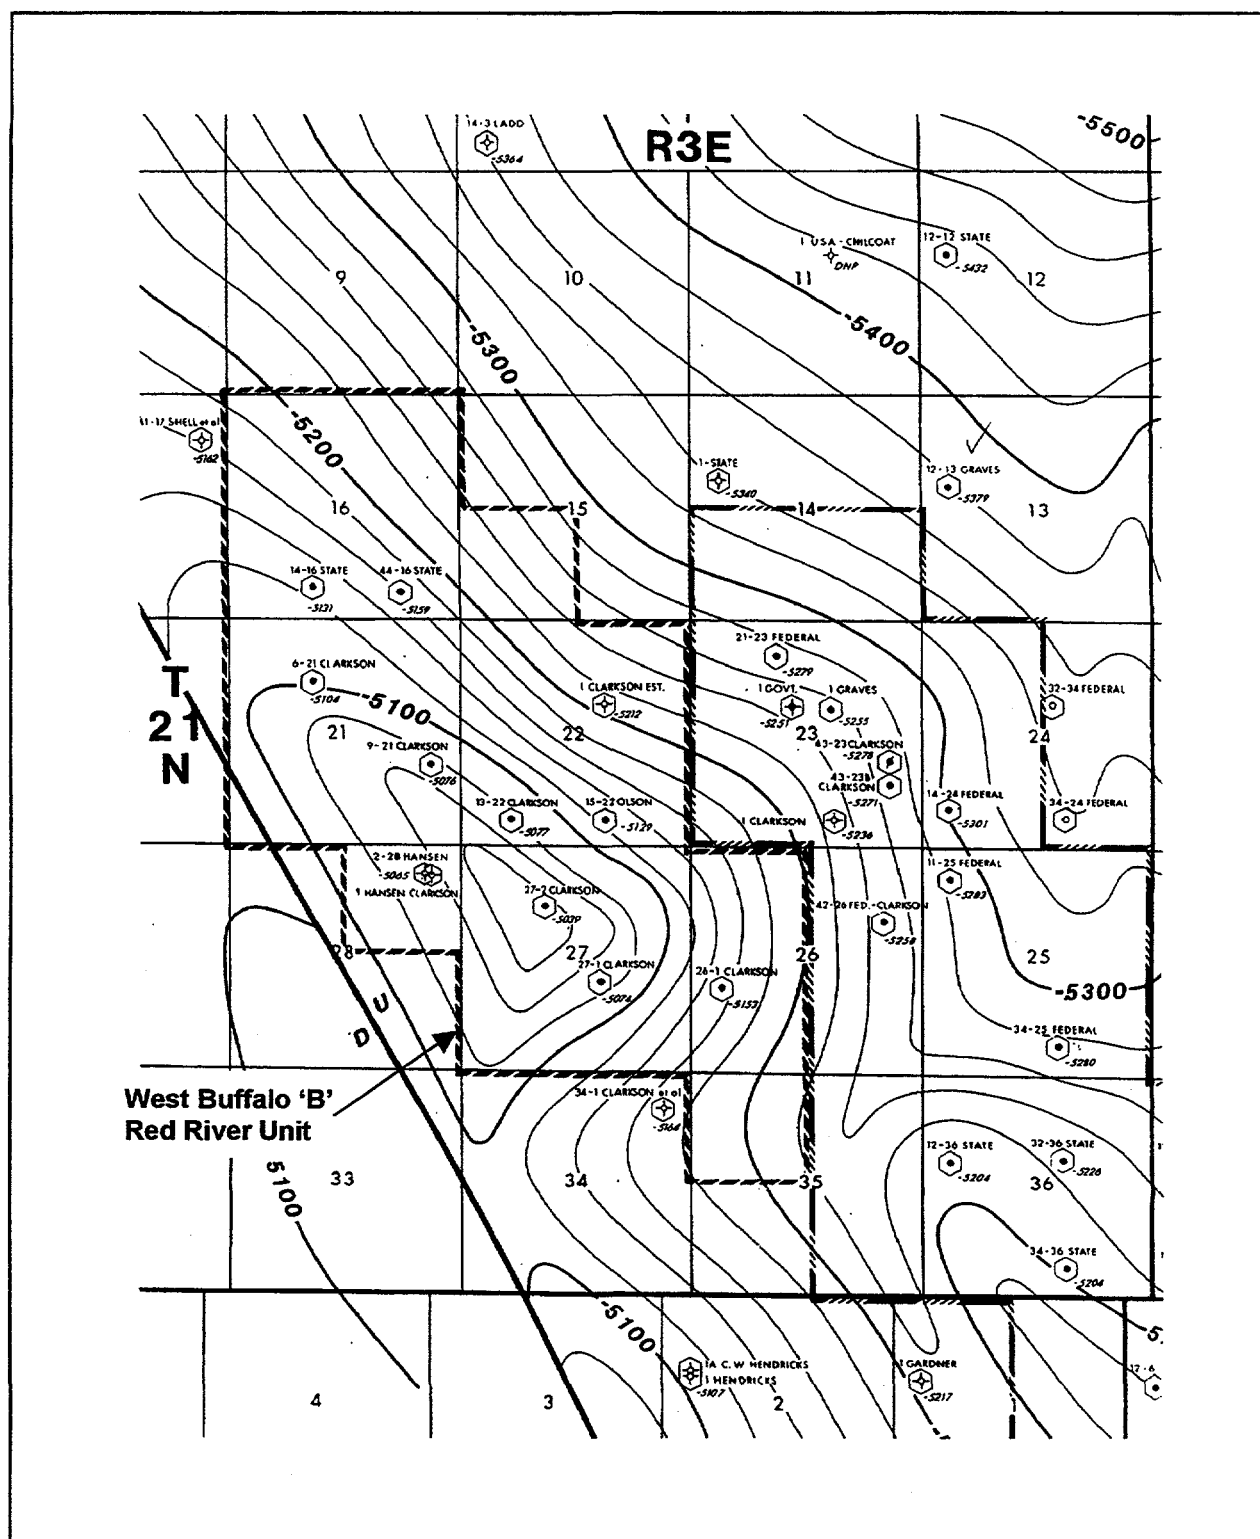 14-3 LADD
-5364
R3E
-5500
1 USA - CHILCOAT
DNP
12-12 STATE
-5432
9
10
11
12
-5300
-5400
-5200
-5162
1-STATE
-5340
12-13 GRAVES
-5379
16
15
14
13
14-16 STATE
-5131
44-16 STATE
-5159
21-23 FEDERAL
-5279
6-21 CLARKSON
-5104
-5100
1 CLARKSON EST.
-5212
1 GOVT.
-5251
1 GRAVES
-5255
32-34 FEDERAL
T
21
N
21
22
23
24
43-23 CLARKSON
-5278
9-21 CLARKSON
-5076
43-23B
CLARKSON
-5271
13-22 CLARKSON
-5077
15-22 OLSON
-5129
1 CLARKSON
-5236
14-24 FEDERAL
-5301
34-24 FEDERAL
2-28 HANSEN
-5065
1 HANSEN CLARKSON
11-25 FEDERAL
-5283
27-2 CLARKSON
-5039
42-26 FED.-CLARKSON
-5258
28
27
26
25
27-1 CLARKSON
-5074
26-1 CLARKSON
-5153
-5300
U
D
34-25 FEDERAL
-5280
West Buffalo ‘B’
Red River Unit
34-1 CLARKSON et al
-5164
12-36 STATE
-5204
32-36 STATE
-5226
5100
33
34
35
36
34-36 STATE
-5204
-5100
1A C. W HENDRICKS
1 HENDRICKS
-5107
1 GARDNER
-5217
4
3
2